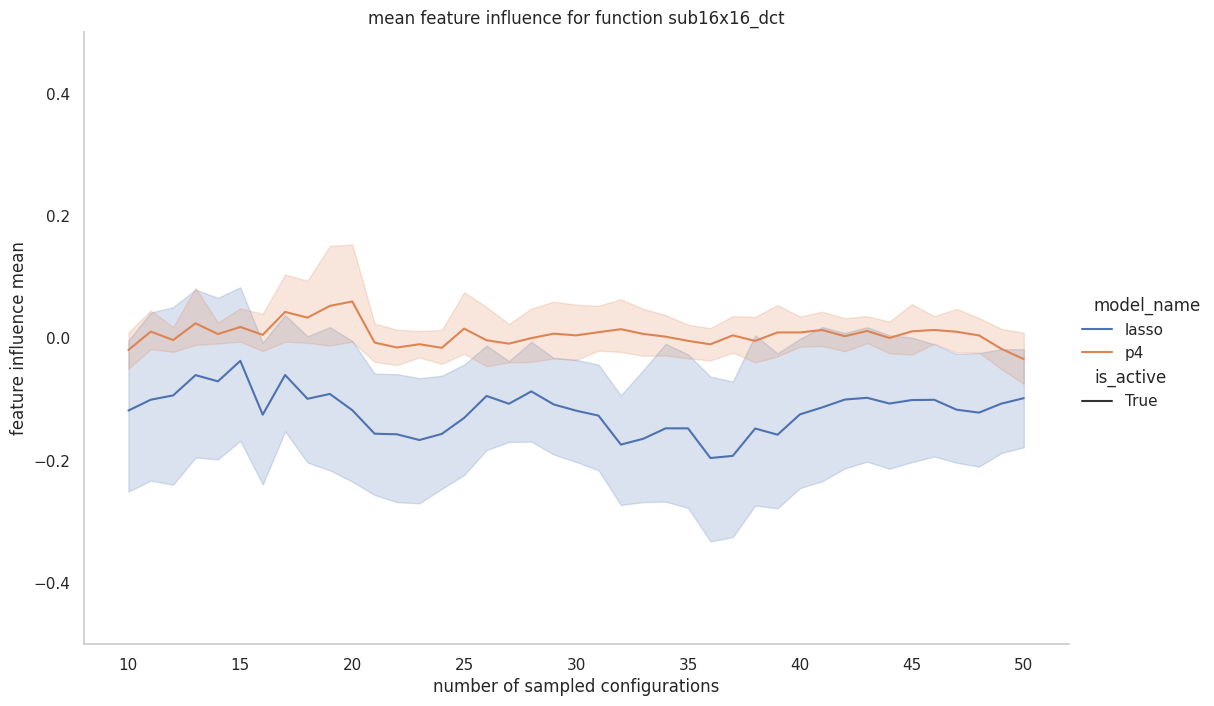 mean feature influence for function sub16x16_dct
feature influence mean
0.4
0.2
0.0
−0.2
−0.4
10 15 20 25 30 35 40 45 50
number of sampled configurations
model_name
lasso
p4
is_active
True